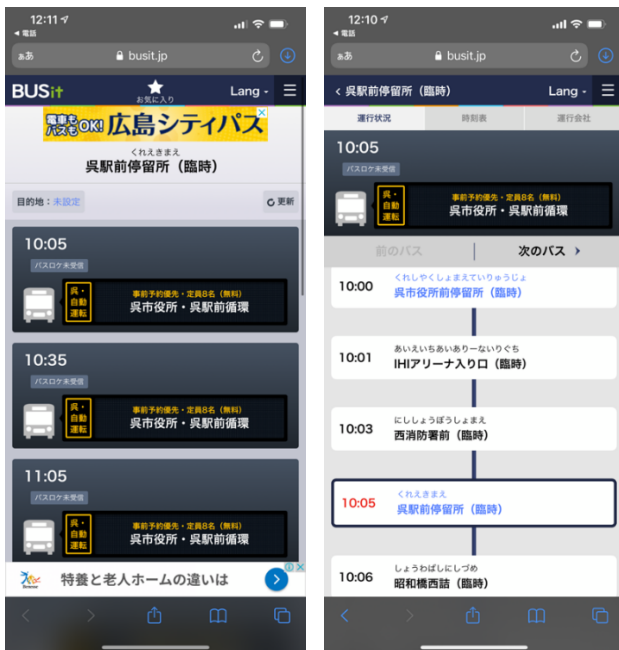 12:11
◀ 電話
ぁあ
busit.jp
BUSit
お気に入り
Lang
電車も
バスもOK!
広島シティパス
くれえきまえ
呉駅前停留所（臨時）
目的地：未設定
更新
10:05
バスロケ未受信
呉・
自動
運転
事前予約優先・定員8名（無料）
呉市役所・呉駅前循環
10:35
バスロケ未受信
呉・
自動
運転
事前予約優先・定員8名（無料）
呉市役所・呉駅前循環
11:05
バスロケ未受信
呉・
自動
運転
事前予約優先・定員8名（無料）
呉市役所・呉駅前循環
特養と老人ホームの違いは
12:10
◀ 電話
ぁあ
busit.jp
< 呉駅前停留所（臨時）
Lang
運行状況
時刻表
運行会社
10:05
バスロケ未受信
呉・
自動
運転
事前予約優先・定員8名（無料）
呉市役所・呉駅前循環
前のバス
次のバス
くれしやくしょまえていりゅうじょ
10:00
呉市役所前停留所（臨時）
あいえいちあいありーないりぐち
10:01
IHIアリーナ入り口（臨時）
にししょうぼうしょまえ
10:03
西消防署前（臨時）
くれえきまえ
10:05
呉駅前停留所（臨時）
しょうわばしにしづめ
10:06
昭和橋西詰（臨時）